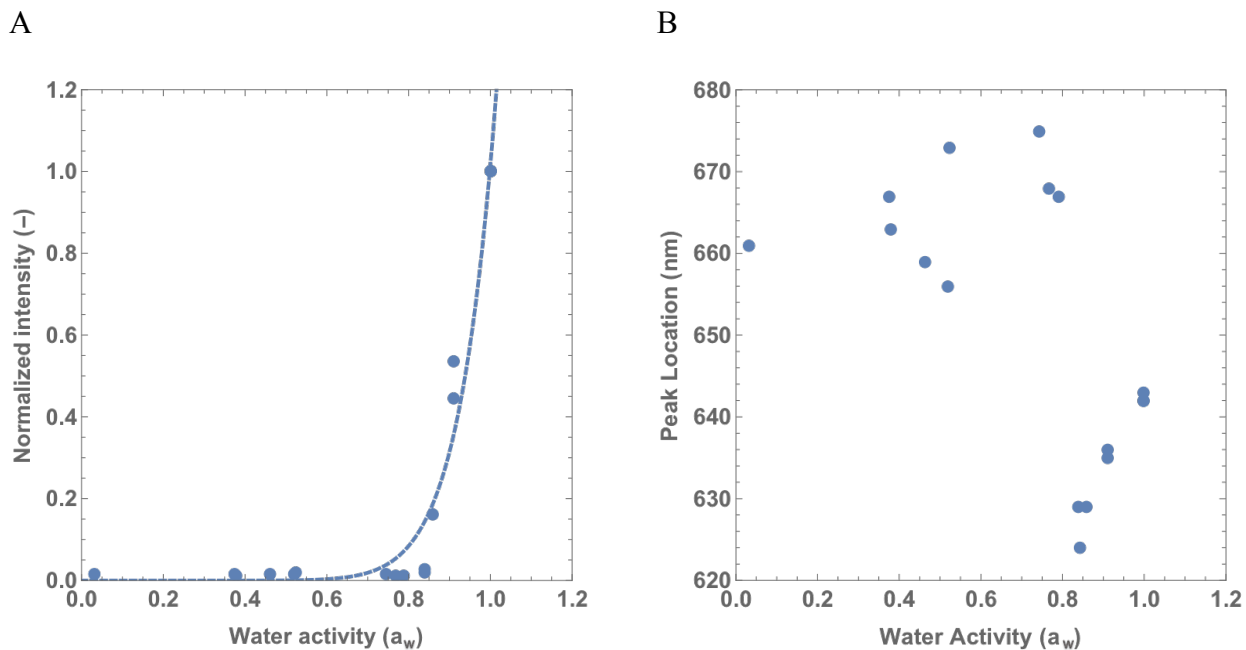 A
B
1.2
1.0
0.8
0.6
0.4
0.2
0.0
Normalized intensity (−)
0.0 0.2 0.4 0.6 0.8 1.0 1.2
Water activity (a_w)
680
670
660
650
640
630
620
Peak Location (nm)
0.0 0.2 0.4 0.6 0.8 1.0 1.2
Water Activity (a_w)